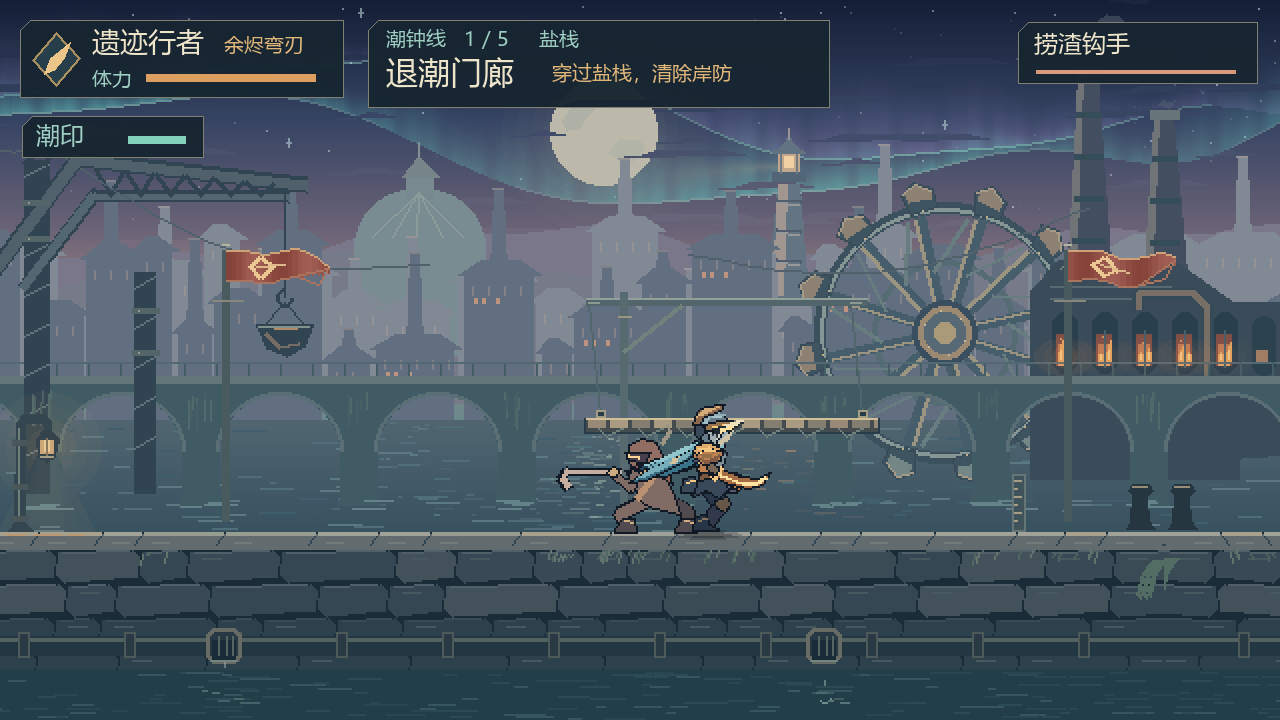 遗迹行者 余烬弯刃
体力
潮钟线 1 / 5 盐栈
退潮门廊 穿过盐栈，清除岸防
捞渣钩手
潮印